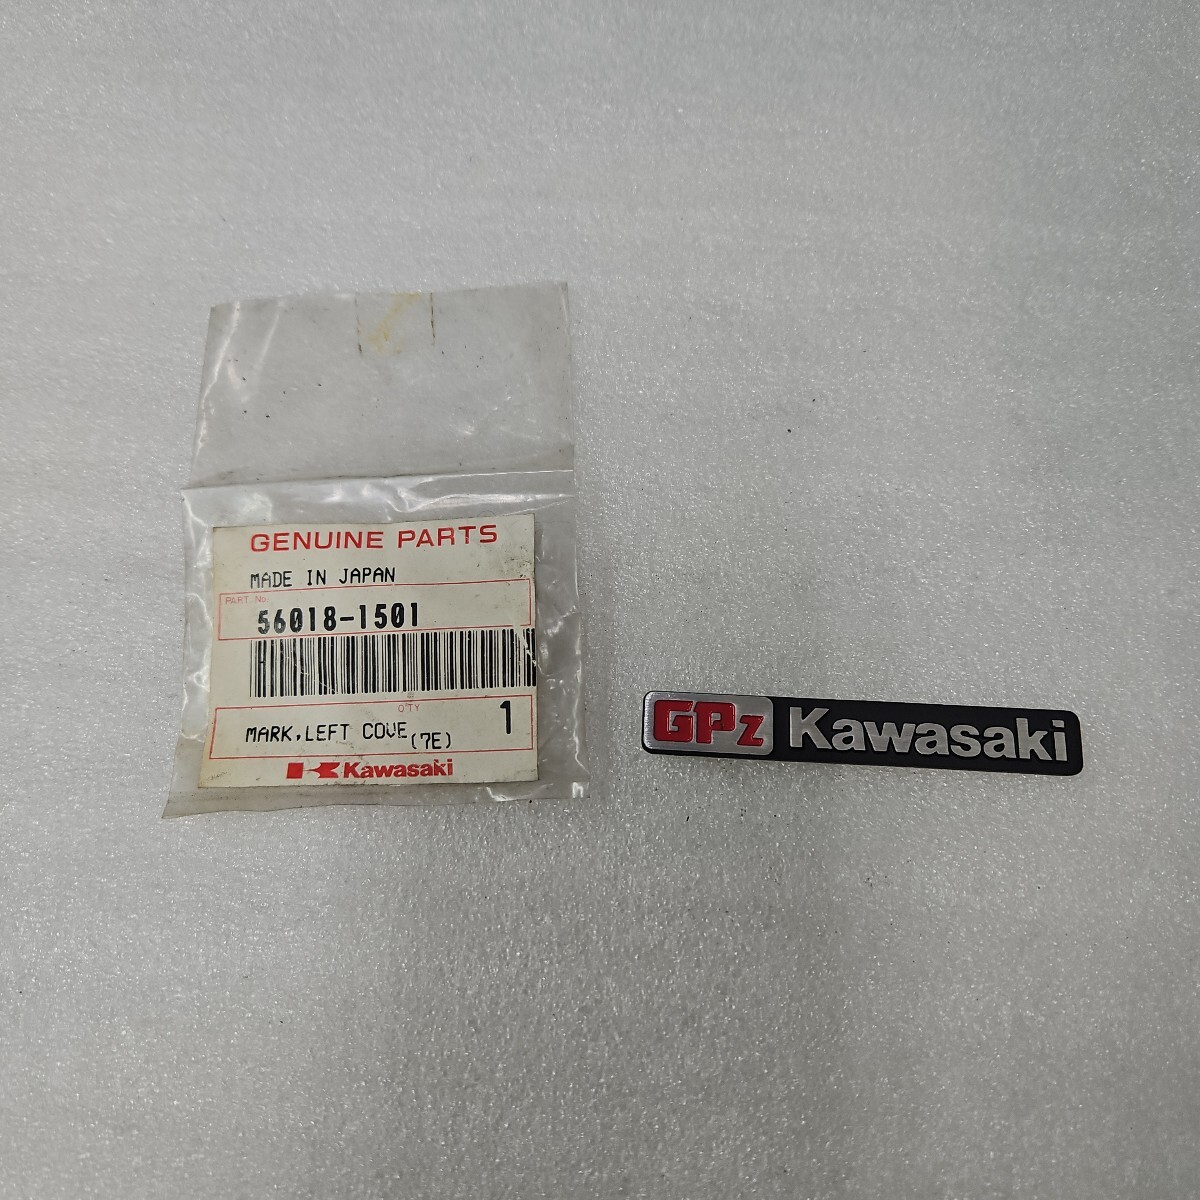 GENUINE PARTS
MADE IN JAPAN
PART No.
56018-1501
Q'TY
MARK,LEFT COVE(7E) 1
Kawasaki
GPz Kawasaki